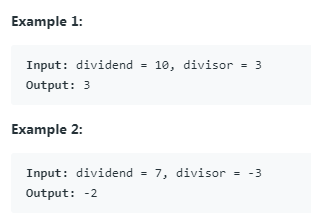 Example 1:
Input: dividend = 10, divisor = 3
Output: 3
Example 2:
Input: dividend = 7, divisor = -3
Output: -2